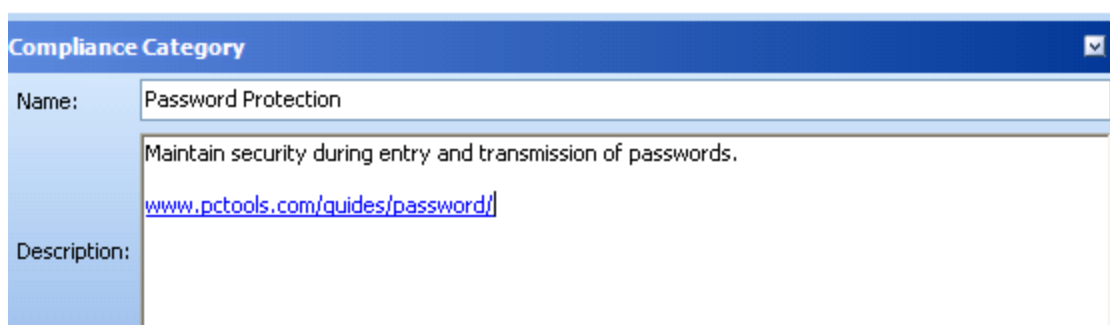 Compliance Category
Name: Password Protection
Maintain security during entry and transmission of passwords.
www.pctools.com/guides/password/
Description: